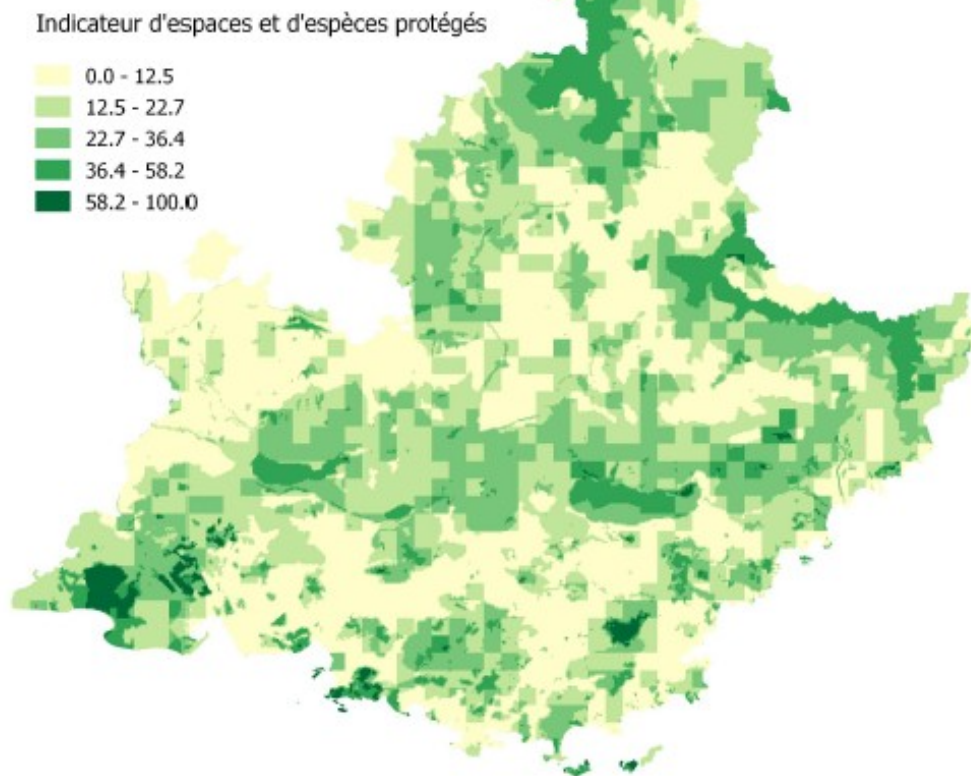 Indicateur d'espaces et d'espèces protégés
0.0 - 12.5
12.5 - 22.7
22.7 - 36.4
36.4 - 58.2
58.2 - 100.0